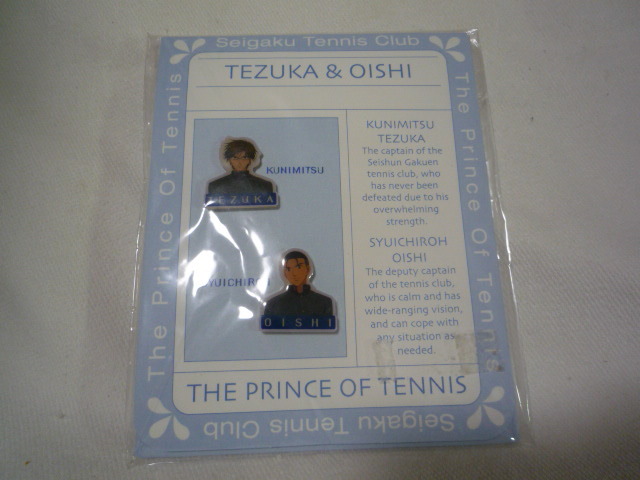 Seigaku Tennis Club
TEZUKA & OISHI
The Prince Of Tennis
The Prince Of Tennis
KUNIMITSU
TEZUKA
SYUICHIROH
OISHI
KUNIMITSU
TEZUKA
The captain of the
Seishun Gakuen
tennis club, who
has never been
defeated due to his
overwhelming
strength.
SYUICHIROH
OISHI
The deputy captain
of the tennis club,
who is calm and has
wide-ranging vision,
and can cope with
any situation as
needed.
THE PRINCE OF TENNIS
Seigaku Tennis Club